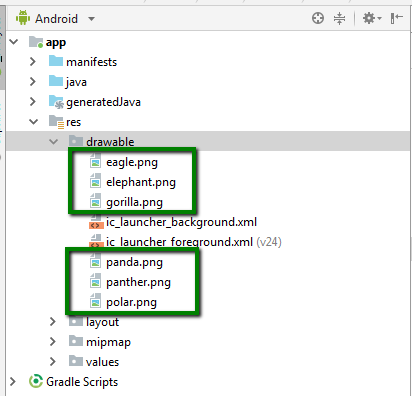 Android
app
manifests
java
generatedJava
res
drawable
eagle.png
elephant.png
gorilla.png
ic_launcher_background.xml
ic_launcher_foreground.xml (v24)
panda.png
panther.png
polar.png
layout
mipmap
values
Gradle Scripts